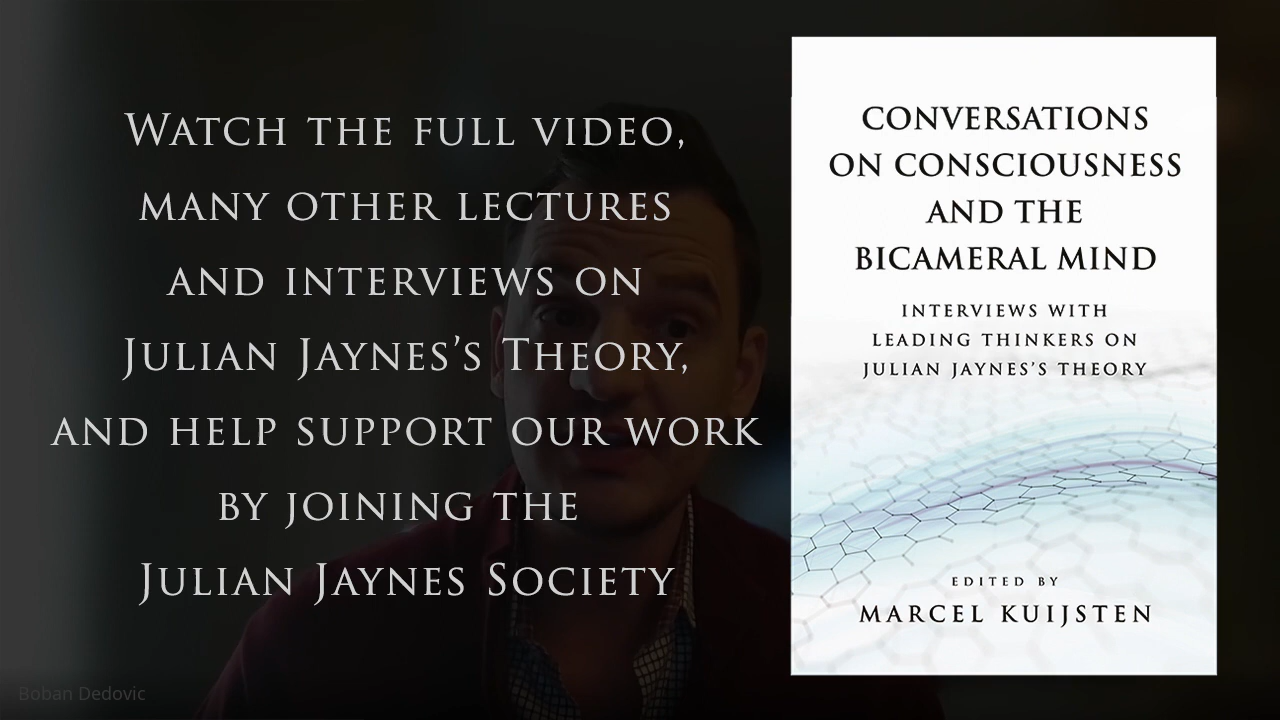 Watch the full video,
many other lectures
and interviews on
Julian Jaynes's Theory,
and help support our work
by joining the
Julian Jaynes Society
CONVERSATIONS
ON CONSCIOUSNESS
AND THE
BICAMERAL MIND
INTERVIEWS WITH
LEADING THINKERS ON
JULIAN JAYNES'S THEORY
EDITED BY
MARCEL KUIJSTEN
Boban Dedovic